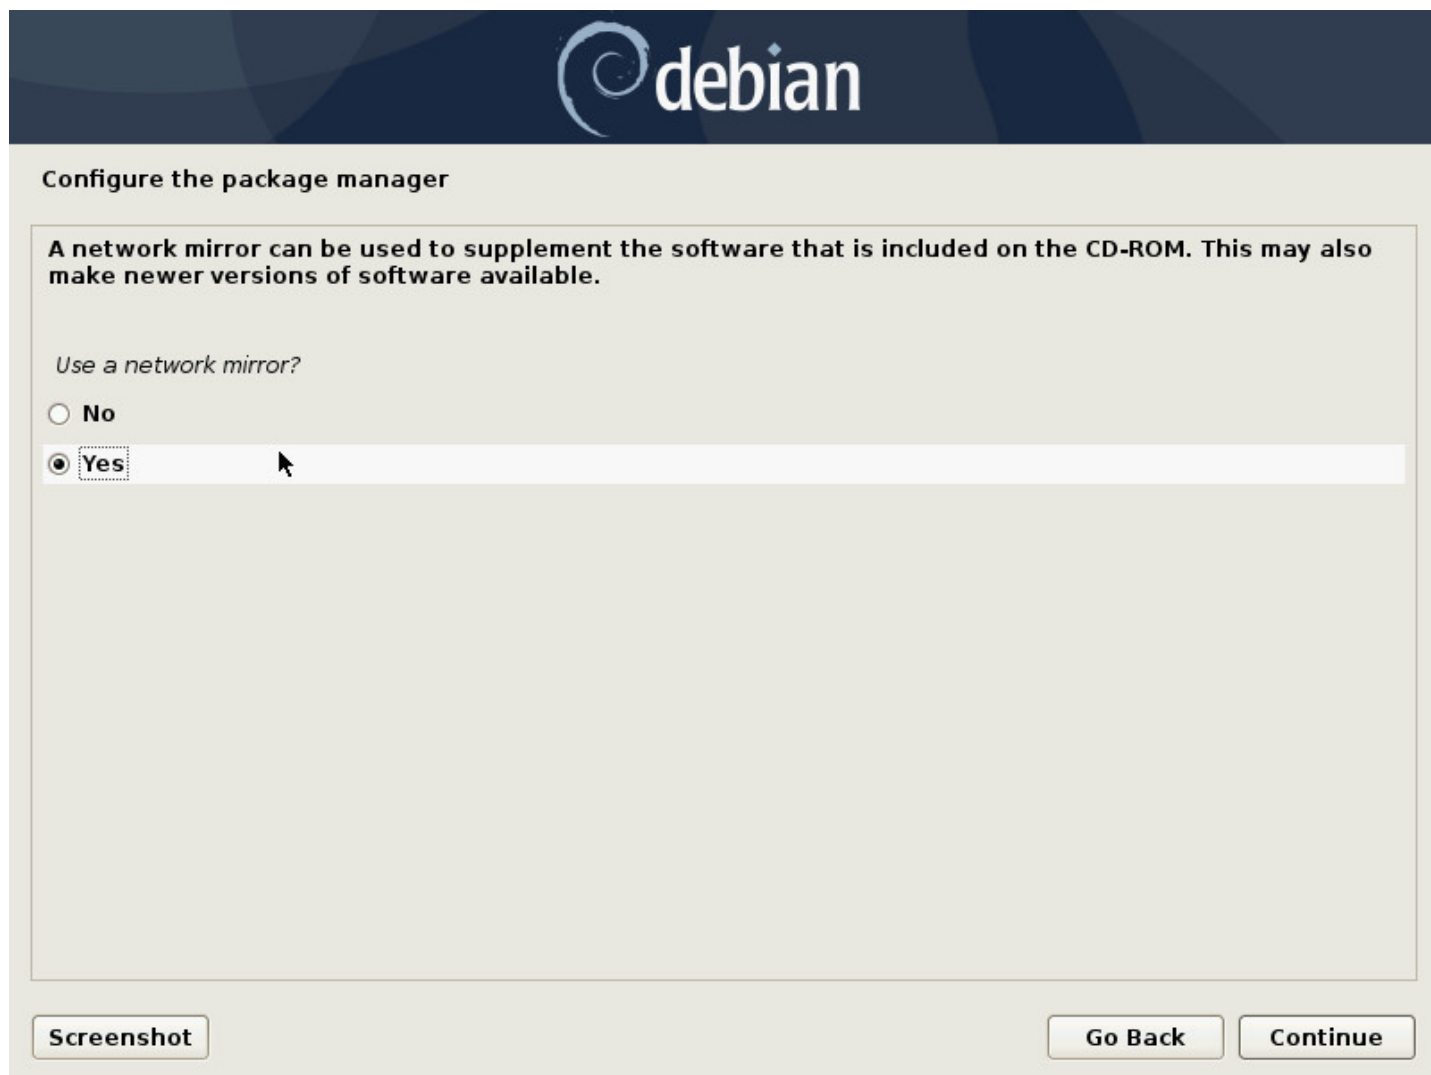 debian
Configure the package manager
A network mirror can be used to supplement the software that is included on the CD-ROM. This may also
make newer versions of software available.
Use a network mirror?
No
Yes
Screenshot
Go Back
Continue